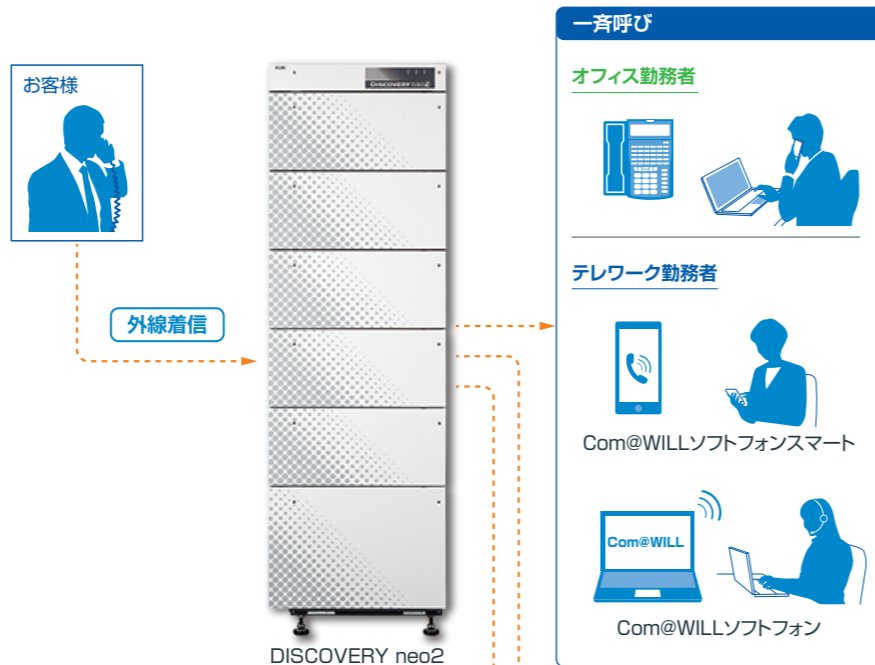 一斉呼び
お客様
オフィス勤務者
外線着信
テレワーク勤務者
Com@WILLソフトフォンスマート
Com@WILL
Com@WILLソフトフォン
DISCOVERY neo2
DISCOVERY neo2